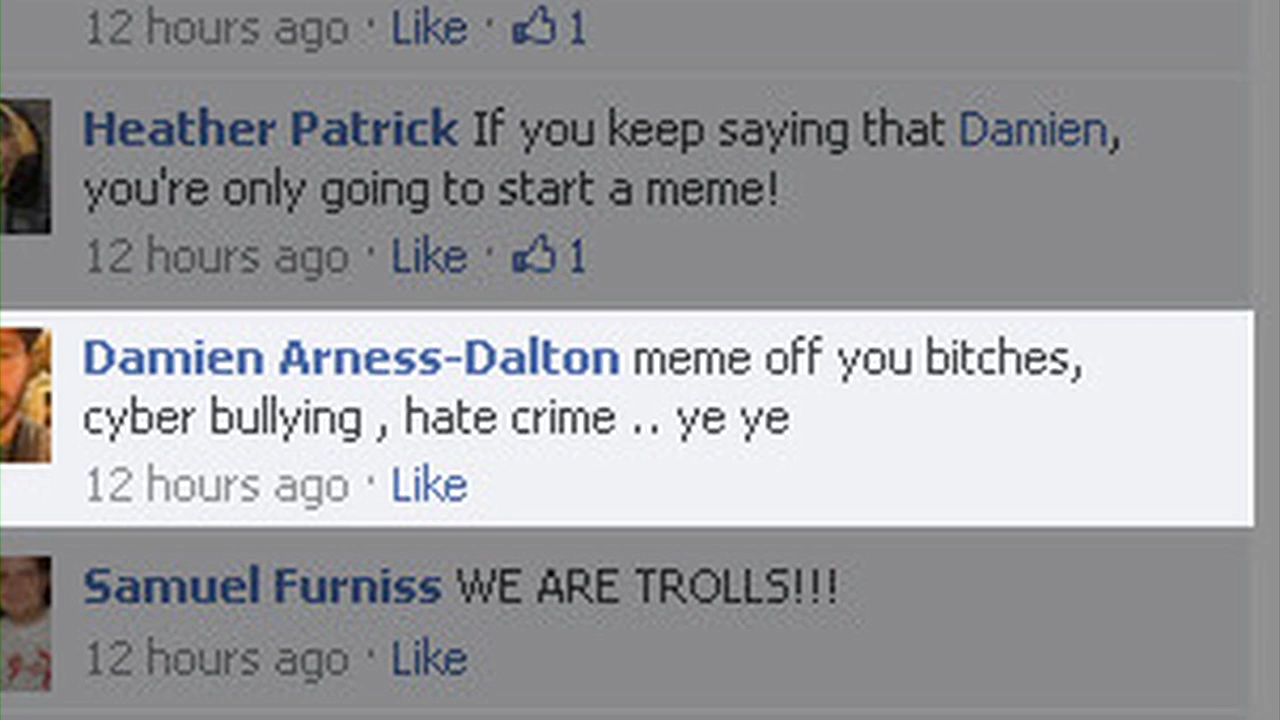 12 hours ago · Like · 1
Heather Patrick If you keep saying that Damien,
you're only going to start a meme!
12 hours ago · Like · 1
Damien Arness-Dalton meme off you bitches,
cyber bullying , hate crime .. ye ye
12 hours ago · Like
Samuel Furniss WE ARE TROLLS!!!
12 hours ago · Like